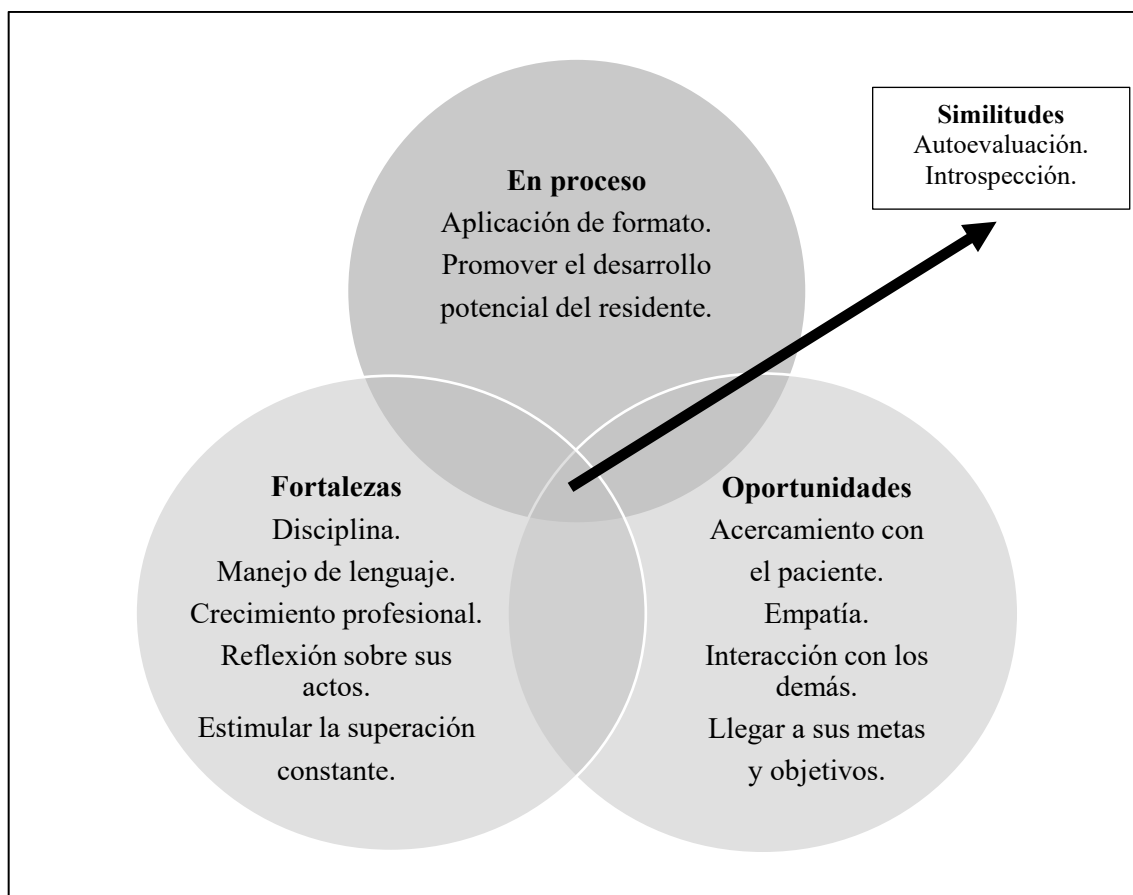 Similitudes
Autoevaluación.
Introspección.
En proceso
Aplicación de formato.
Promover el desarrollo
potencial del residente.
Fortalezas
Disciplina.
Manejo de lenguaje.
Crecimiento profesional.
Reflexión sobre sus
actos.
Estimular la superación
constante.
Oportunidades
Acercamiento con
el paciente.
Empatía.
Interacción con los
demás.
Llegar a sus metas
y objetivos.